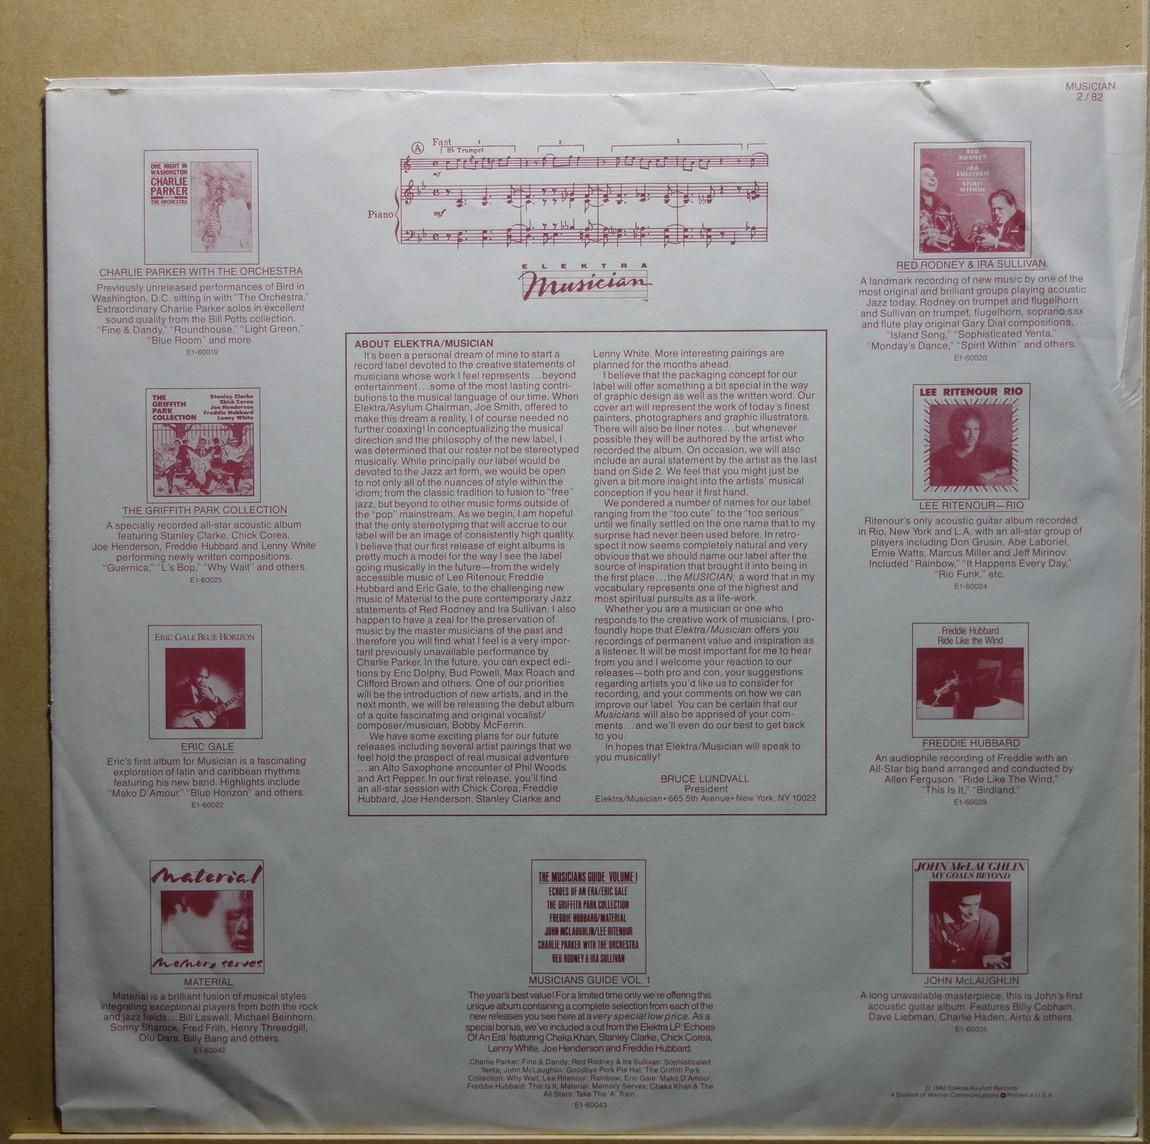 MUSICIAN
2 / 82
A
Fast
Bb Trumpet
1
2
3
mf
Piano
mf
ELEKTRA
Musician
ONE NIGHT IN
WASHINGTON
CHARLIE
PARKER
THE ORCHESTRA
CHARLIE PARKER WITH THE ORCHESTRA
Previously unreleased performances of Bird in
Washington, D.C. sitting in with "The Orchestra."
Extraordinary Charlie Parker solos in excellent
sound quality from the Bill Potts collection.
"Fine & Dandy," "Roundhouse," "Light Green,"
"Blue Room" and more.
E1-60019
THE
GRIFFITH
PARK
COLLECTION
Stanley Clarke
Chick Corea
Joe Henderson
Freddie Hubbard
Lenny White
THE GRIFFITH PARK COLLECTION
A specially recorded all-star acoustic album
featuring Stanley Clarke, Chick Corea,
Joe Henderson, Freddie Hubbard and Lenny White
performing newly written compositions.
"Guernica," "L's Bop," "Why Wait" and others.
E1-60025
ERIC GALE BLUE HORIZON
ERIC GALE
Eric's first album for Musician is a fascinating
exploration of latin and caribbean rhythms
featuring his new band. Highlights include
"Mako D'Amour," "Blue Horizon" and others.
E1-60022
Material
Memory serves
MATERIAL
Material is a brilliant fusion of musical styles
integrating exceptional players from both the rock
and jazz fields... Bill Laswell, Michael Beinhorn,
Sonny Sharock, Fred Frith, Henry Threadgill,
Olu Dara, Billy Bang and others.
E1-60042
ABOUT ELEKTRA/MUSICIAN
It's been a personal dream of mine to start a
record label devoted to the creative statements of
musicians whose work I feel represents...beyond
entertainment...some of the most lasting contri-
butions to the musical language of our time. When
Elektra/Asylum Chairman, Joe Smith, offered to
make this dream a reality, I of course needed no
further coaxing! In conceptualizing the musical
direction and the philosophy of the new label, I
was determined that our roster not be stereotyped
musically. While principally our label would be
devoted to the Jazz art form, we would be open
to not only all of the nuances of style within the
idiom; from the classic tradition to fusion to "free"
jazz, but beyond to other music forms outside of
the "pop" mainstream. As we begin, I am hopeful
that the only stereotyping that will accrue to our
label will be an image of consistently high quality.
I believe that our first release of eight albums is
pretty much a model for the way I see the label
going musically in the future—from the widely
accessible music of Lee Ritenour, Freddie
Hubbard and Eric Gale, to the challenging new
music of Material to the pure contemporary Jazz
statements of Red Rodney and Ira Sullivan. I also
happen to have a zeal for the preservation of
music by the master musicians of the past and
therefore you will find what I feel is a very impor-
tant previously unavailable performance by
Charlie Parker. In the future, you can expect edi-
tions by Eric Dolphy, Bud Powell, Max Roach and
Clifford Brown and others. One of our priorities
will be the introduction of new artists, and in the
next month, we will be releasing the debut album
of a quite fascinating and original vocalist/
composer/musician, Bobby McFerrin.
We have some exciting plans for our future
releases including several artist pairings that we
feel hold the prospect of real musical adventure
...an Alto Saxophone encounter of Phil Woods
and Art Pepper. In our first release, you'll find
an all-star session with Chick Corea, Freddie
Hubbard, Joe Henderson, Stanley Clarke and
Lenny White. More interesting pairings are
planned for the months ahead.
I believe that the packaging concept for our
label will offer something a bit special in the way
of graphic design as well as the written word. Our
cover art will represent the work of today's finest
painters, photographers and graphic illustrators.
There will also be liner notes...but whenever
possible they will be authored by the artist who
recorded the album. On occasion, we will also
include an aural statement by the artist as the last
band on Side 2. We feel that you might just be
given a bit more insight into the artists' musical
conception if you hear it first hand.
We pondered a number of names for our label
ranging from the "too cute" to the "too serious"
until we finally settled on the one name that to my
surprise had never been used before. In retro-
spect it now seems completely natural and very
obvious that we should name our label after the
source of inspiration that brought it into being in
the first place...the MUSICIAN; a word that in my
vocabulary represents one of the highest and
most spiritual pursuits as a life-work.
Whether you are a musician or one who
responds to the creative work of musicians, I pro-
foundly hope that Elektra/Musician offers you
recordings of permanent value and inspiration as
a listener. It will be most important for me to hear
from you and I welcome your reaction to our
releases—both pro and con, your suggestions
regarding artists you'd like us to consider for
recording, and your comments on how we can
improve our label. You can be certain that our
Musicians will also be apprised of your com-
ments...and we'll even do our best to get back
to you.
In hopes that Elektra/Musician will speak to
you musically!
BRUCE LUNDVALL
President
Elektra/Musician • 665 5th Avenue • New York, NY 10022
THE MUSICIANS GUIDE VOLUME I
ECHOES OF AN ERA/ERIC GALE
THE GRIFFITH PARK COLLECTION
FREDDIE HUBBARD/MATERIAL
JOHN MCLAUGHLIN/LEE RITENOUR
CHARLIE PARKER WITH THE ORCHESTRA
RED RODNEY & IRA SULLIVAN
MUSICIANS GUIDE VOL. 1
The year's best value! For a limited time only we're offering this
unique album containing a complete selection from each of the
new releases you see here at a very special low price. As a
special bonus, we've included a cut from the Elektra LP 'Echoes
Of An Era' featuring Chaka Khan, Stanley Clarke, Chick Corea,
Lenny White, Joe Henderson and Freddie Hubbard.
Charlie Parker: Fine & Dandy; Red Rodney & Ira Sullivan: Sophisticated
Yenta; John McLaughlin: Goodbye Pork Pie Hat; The Griffith Park
Collection: Why Wait; Lee Ritenour: Rainbow; Eric Gale: Mako D'Amour;
Freddie Hubbard: This Is It; Material: Memory Serves; Chaka Khan & The
All Stars: Take The 'A' Train.
E1-60043
RED
RODNEY
IRA
SULLIVAN
SPIRIT
WITHIN
RED RODNEY & IRA SULLIVAN
A landmark recording of new music by one of the
most original and brilliant groups playing acoustic
Jazz today. Rodney on trumpet and flugelhorn
and Sullivan on trumpet, flugelhorn, soprano sax
and flute play original Gary Dial compositions...
"Island Song," "Sophisticated Yenta,"
"Monday's Dance," "Spirit Within" and others.
E1-60020
LEE RITENOUR RIO
LEE RITENOUR—RIO
Ritenour's only acoustic guitar album recorded
in Rio, New York and L.A. with an all-star group of
players including Don Grusin, Abe Laboriel,
Ernie Watts, Marcus Miller and Jeff Mirinov.
Included "Rainbow," "It Happens Every Day,"
"Rio Funk," etc.
E1-60024
Freddie Hubbard
Ride Like the Wind
FREDDIE HUBBARD
An audiophile recording of Freddie with an
All-Star big band arranged and conducted by
Allen Ferguson. "Ride Like The Wind,"
"This Is It," "Birdland."
E1-60029
JOHN McLAUGHLIN
MY GOALS BEYOND
JOHN McLAUGHLIN
A long unavailable masterpiece, this is John's first
acoustic guitar album. Features Billy Cobham,
Dave Liebman, Charlie Haden, Airto & others.
E1-60031
© 1982 Elektra/Asylum Records
A Division of Warner Communications Printed in U.S.A.